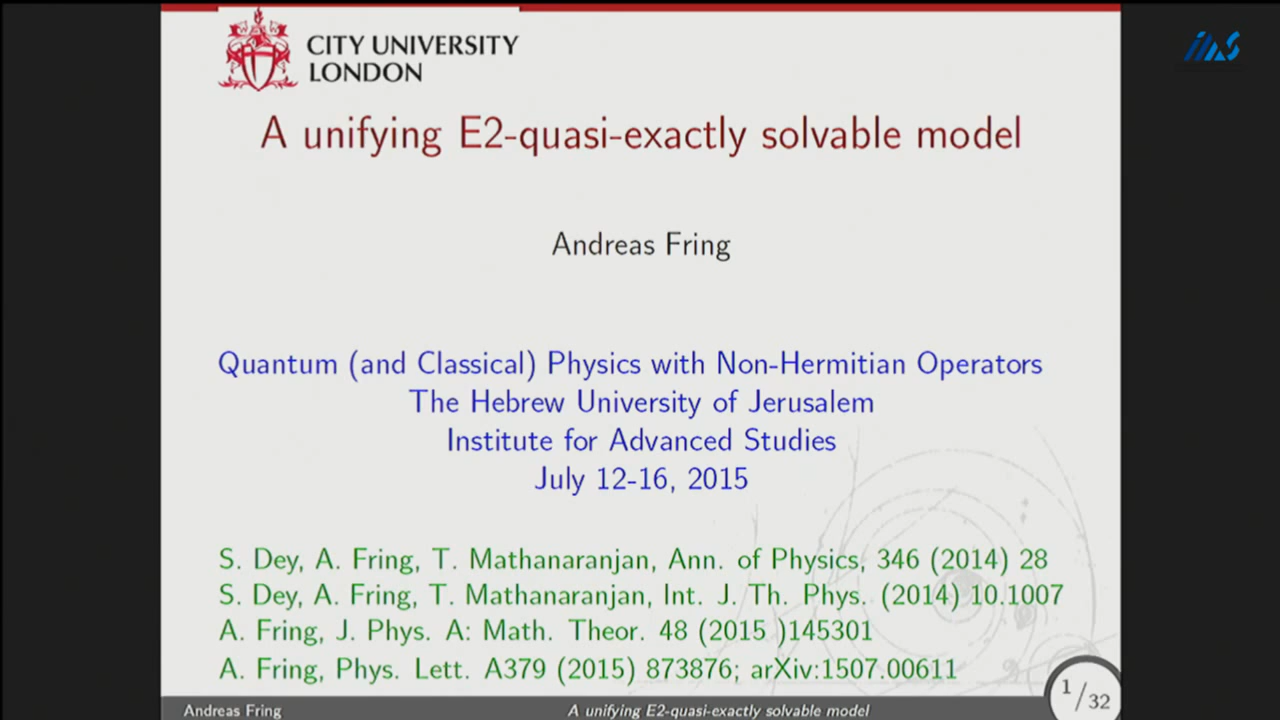 CITY UNIVERSITY
LONDON
IIAS
A unifying E2-quasi-exactly solvable model
Andreas Fring
Quantum (and Classical) Physics with Non-Hermitian Operators
The Hebrew University of Jerusalem
Institute for Advanced Studies
July 12-16, 2015
S. Dey, A. Fring, T. Mathanaranjan, Ann. of Physics, 346 (2014) 28
S. Dey, A. Fring, T. Mathanaranjan, Int. J. Th. Phys. (2014) 10.1007
A. Fring, J. Phys. A: Math. Theor. 48 (2015 )145301
A. Fring, Phys. Lett. A379 (2015) 873876; arXiv:1507.00611
Andreas Fring
A unifying E2-quasi-exactly solvable model
1/32